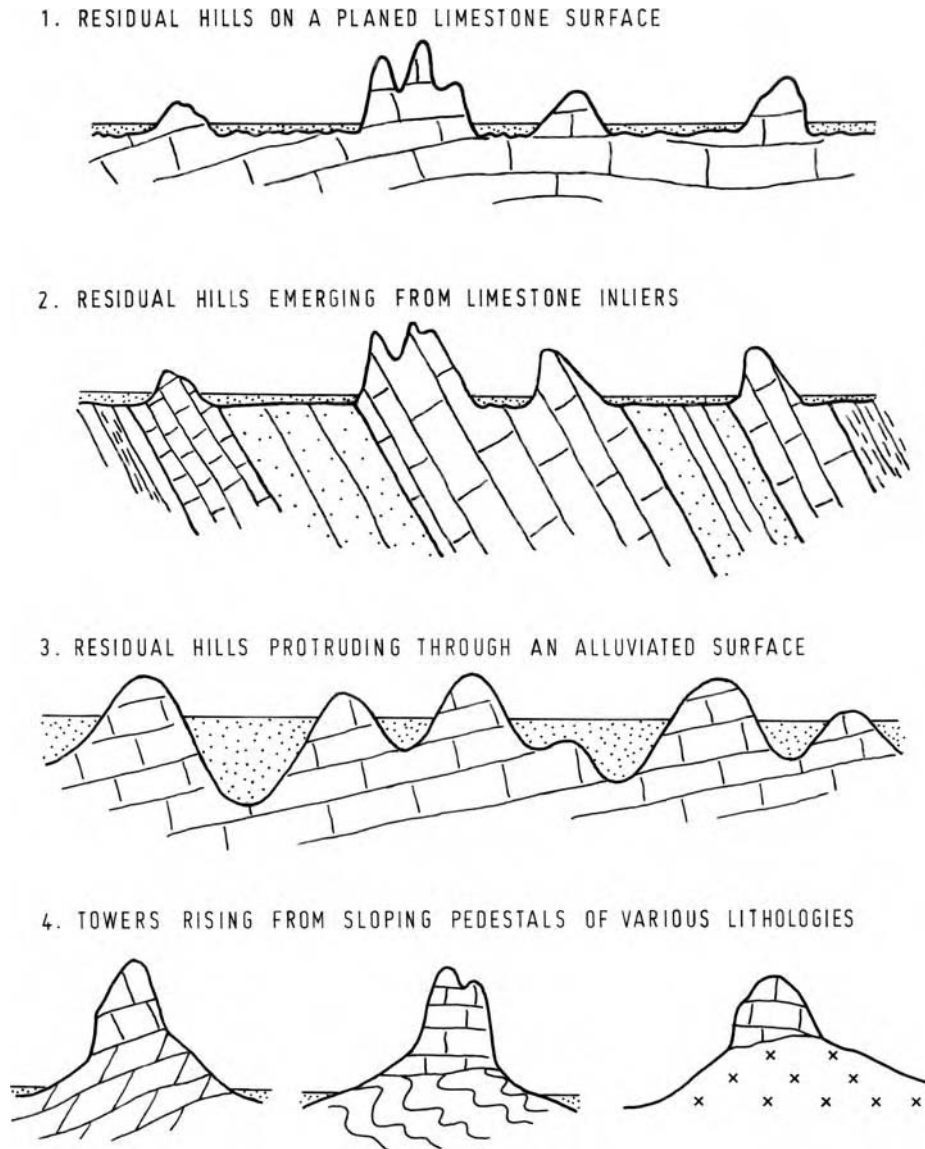 1. RESIDUAL HILLS ON A PLANED LIMESTONE SURFACE
2. RESIDUAL HILLS EMERGING FROM LIMESTONE INLIERS
3. RESIDUAL HILLS PROTRUDING THROUGH AN ALLUVIATED SURFACE
4. TOWERS RISING FROM SLOPING PEDESTALS OF VARIOUS LITHOLOGIES